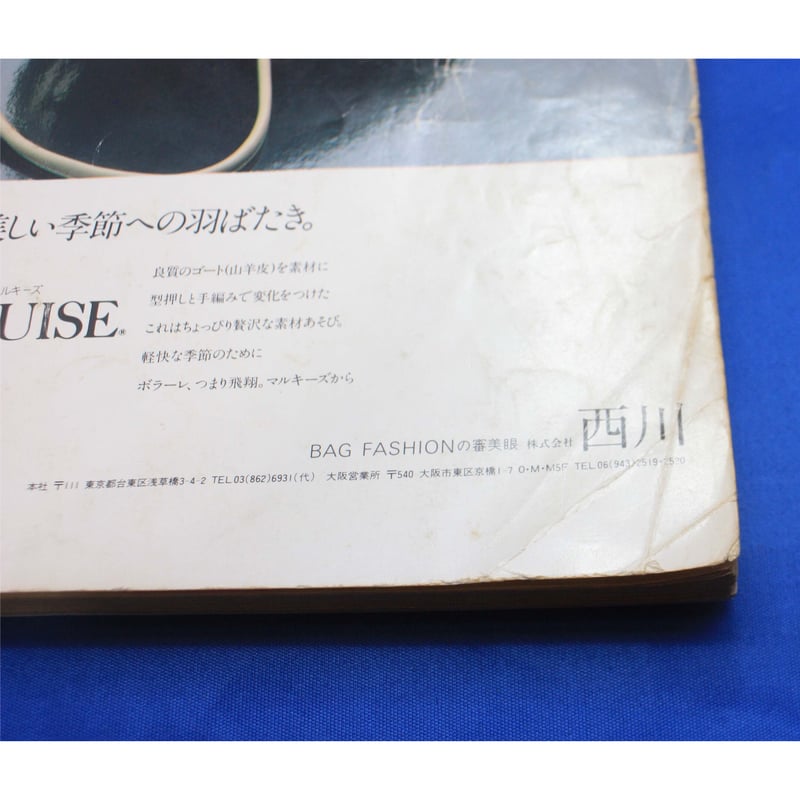 美しい季節への羽ばたき。
ルキーズ
UISE®
良質のゴート(山羊皮)を素材に
型押しと手編みで変化をつけた
これはちょっぴり贅沢な素材あそび。
軽快な季節のために
ボラーレ、つまり飛翔。マルキーズから
BAG FASHIONの審美眼 株式会社 西川
本社 〒111 東京都台東区浅草橋3-4-2 TEL.03(862)6931(代) 大阪営業所 〒540 大阪市東区京橋1-7 O・M・M5F TEL.06(943)2519-2520